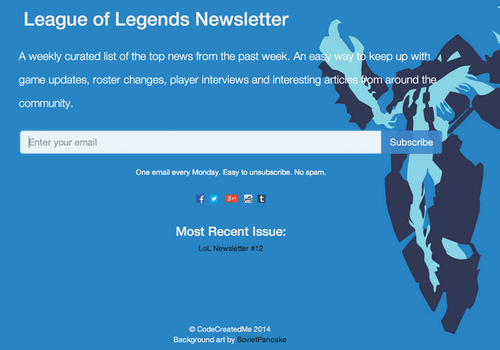 League of Legends Newsletter
A weekly curated list of the top news from the past week. An easy way to keep up with
game updates, roster changes, player interviews and interesting articles from around the
community.
Enter your email
Subscribe
One email every Monday. Easy to unsubscribe. No spam.
Most Recent Issue:
LoL Newsletter #12
© CodeCreatedMe 2014
Background art by SovietPancake